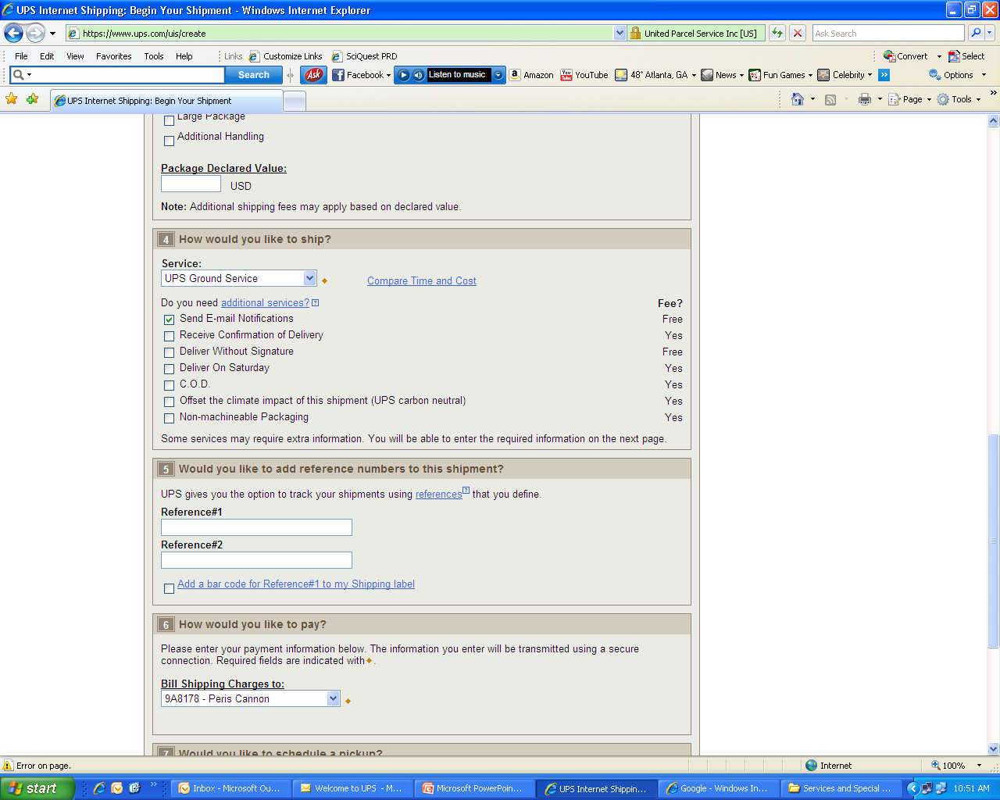 UPS Internet Shipping: Begin Your Shipment - Windows Internet Explorer
https://www.ups.com/uis/create
United Parcel Service Inc [US]
Ask Search
File Edit View Favorites Tools Help
Links Customize Links SciQuest PRD
Convert Select
Search
Ask
Facebook
Listen to music
Amazon
YouTube
48° Atlanta, GA
News
Fun Games
Celebrity
Options
UPS Internet Shipping: Begin Your Shipment
Page Tools
Large Package
Additional Handling
Package Declared Value:
USD
Note: Additional shipping fees may apply based on declared value.
4 How would you like to ship?
Service:
UPS Ground Service
Compare Time and Cost
Do you need additional services? Fee?
Send E-mail Notifications Free
Receive Confirmation of Delivery Yes
Deliver Without Signature Free
Deliver On Saturday Yes
C.O.D. Yes
Offset the climate impact of this shipment (UPS carbon neutral) Yes
Non-machineable Packaging Yes
Some services may require extra information. You will be able to enter the required information on the next page.
5 Would you like to add reference numbers to this shipment?
UPS gives you the option to track your shipments using references that you define.
Reference#1
Reference#2
Add a bar code for Reference#1 to my Shipping label
6 How would you like to pay?
Please enter your payment information below. The information you enter will be transmitted using a secure
connection. Required fields are indicated with .
Bill Shipping Charges to:
9A8178 - Peris Cannon
7 Would you like to schedule a pickup?
Error on page.
Internet
100%
start
Inbox - Microsoft Ou...
Welcome to UPS - M...
Microsoft PowerPoin...
UPS Internet Shippin...
Google - Windows In...
Services and Special ...
10:51 AM